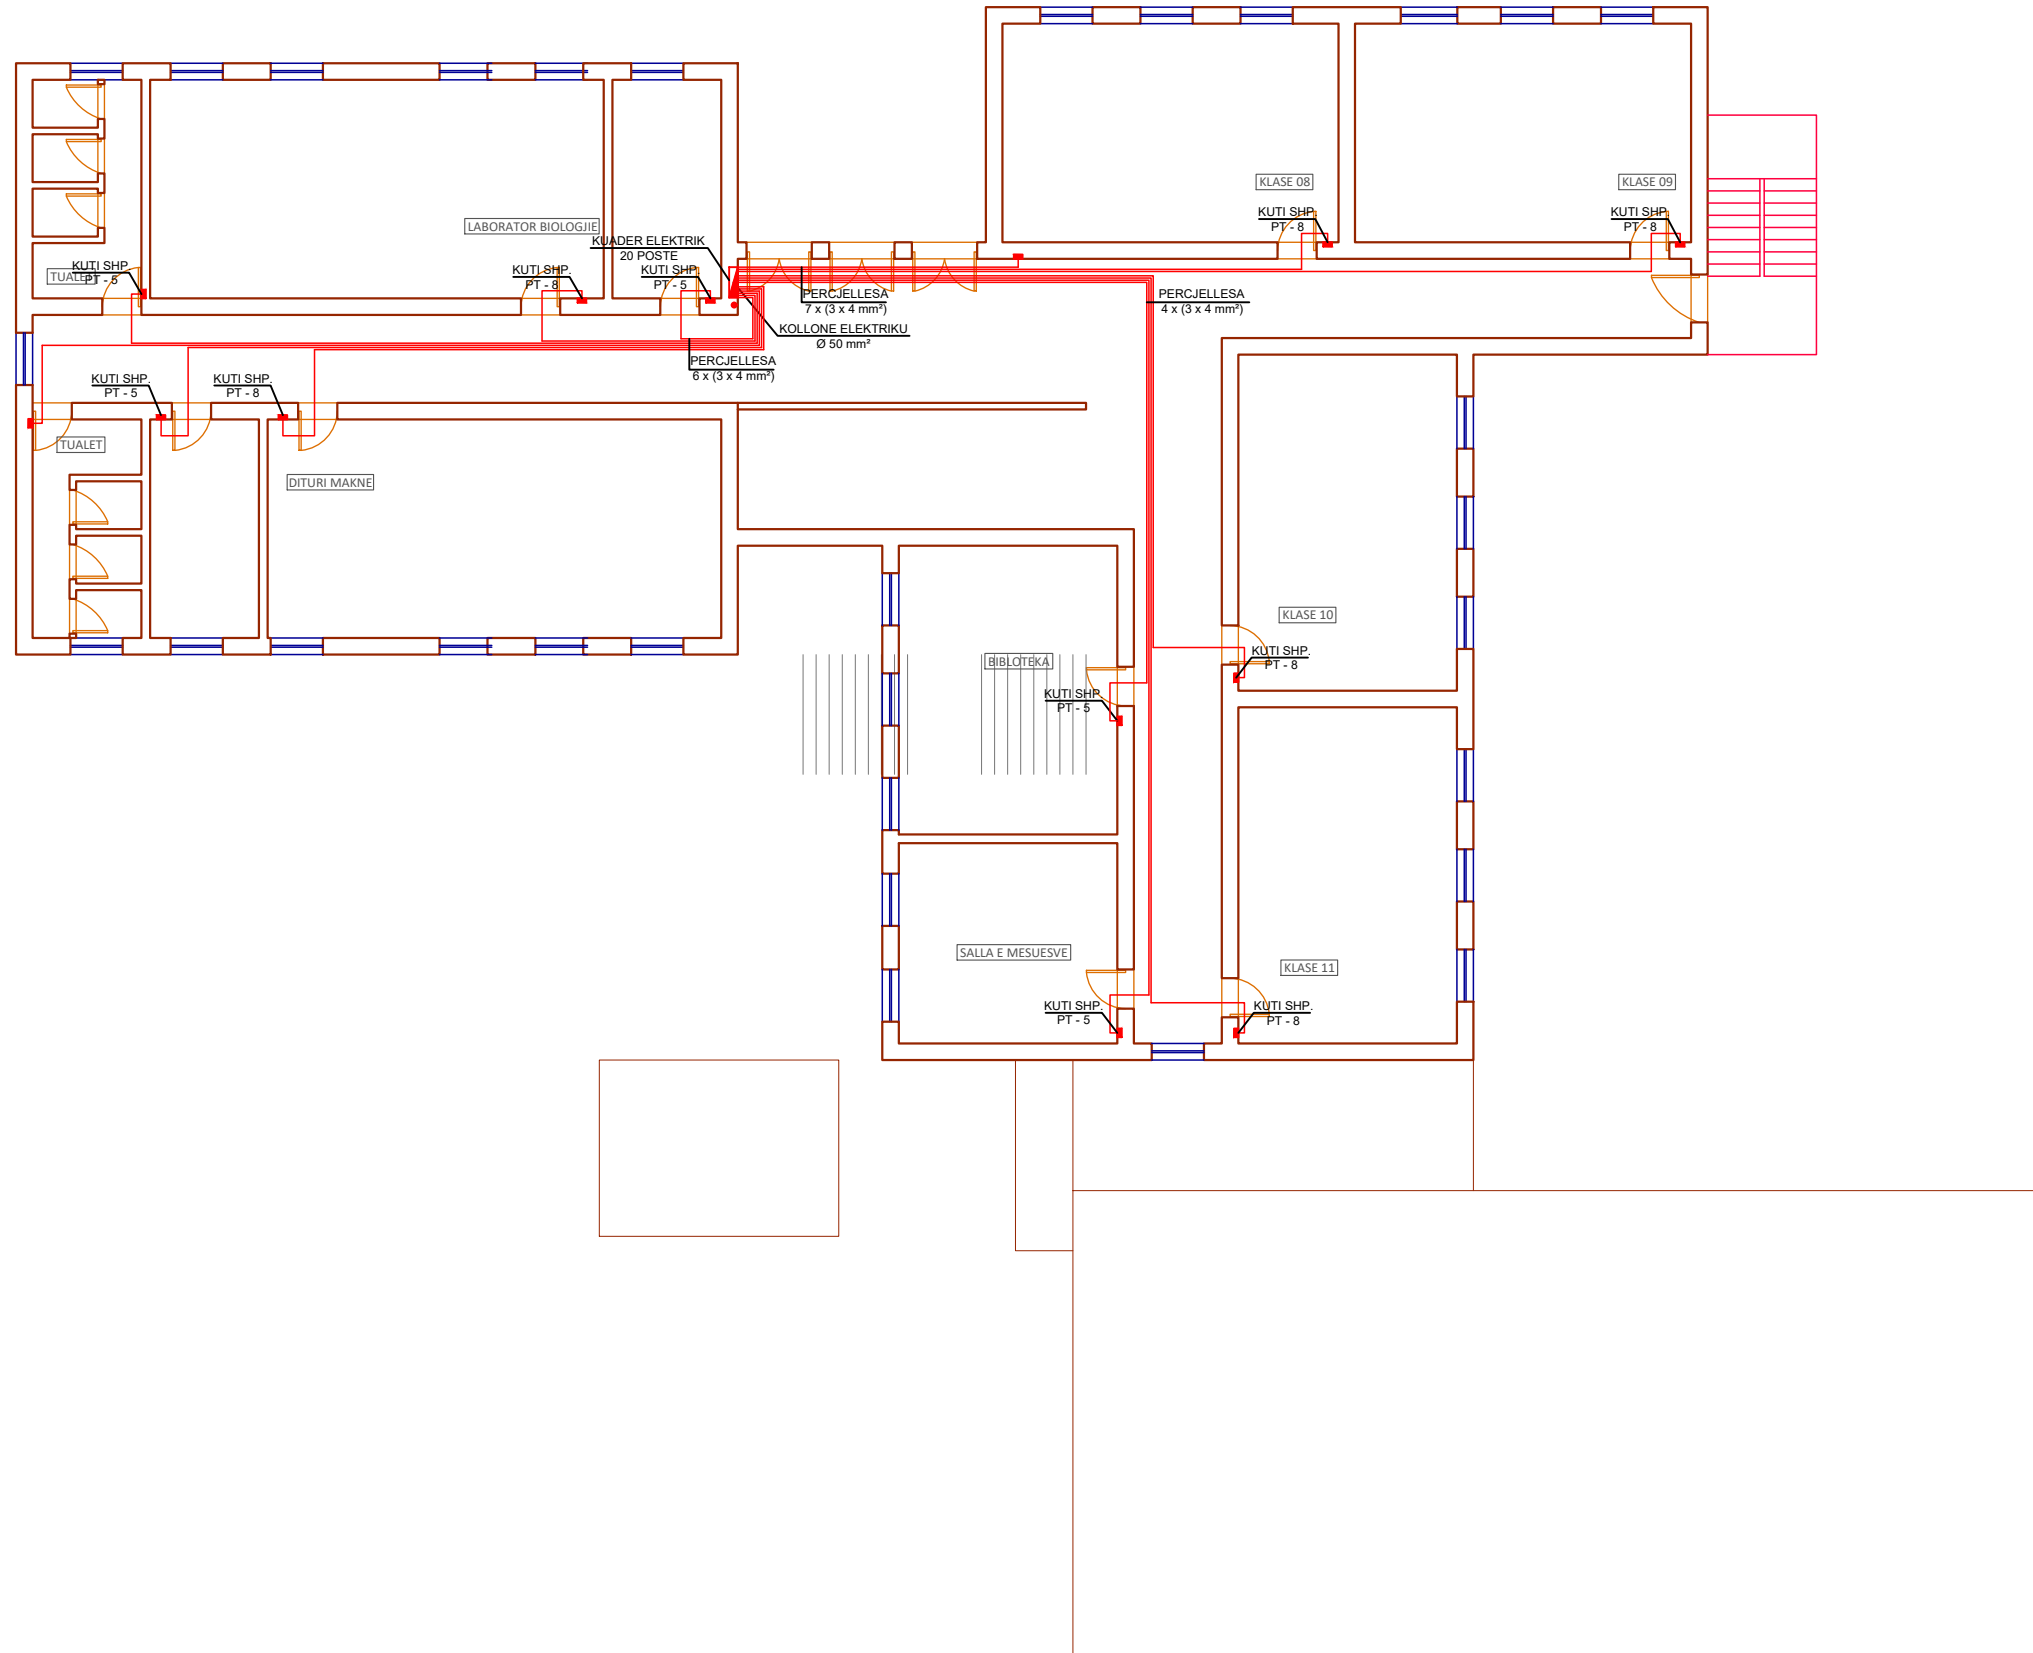 KLASE 08
KLASE 09
KUTI SHP.
PT - 8
KUTI SHP.
PT - 8
LABORATOR BIOLOGJIE
KUADER ELEKTRIK
20 POSTE
TUALET
KUTI SHP.
PT - 5
KUTI SHP.
PT - 8
KUTI SHP.
PT - 5
PERCJELLESA
7 x (3 x 4 mm²)
PERCJELLESA
4 x (3 x 4 mm²)
KOLLONE ELEKTRIKU
Ø 50 mm²
PERCJELLESA
6 x (3 x 4 mm²)
KUTI SHP.
PT - 5
KUTI SHP.
PT - 8
TUALET
DITURI MAKNE
KLASE 10
BIBLOTEKA
KUTI SHP.
PT - 8
KUTI SHP.
PT - 5
SALLA E MESUESVE
KLASE 11
KUTI SHP.
PT - 5
KUTI SHP.
PT - 8